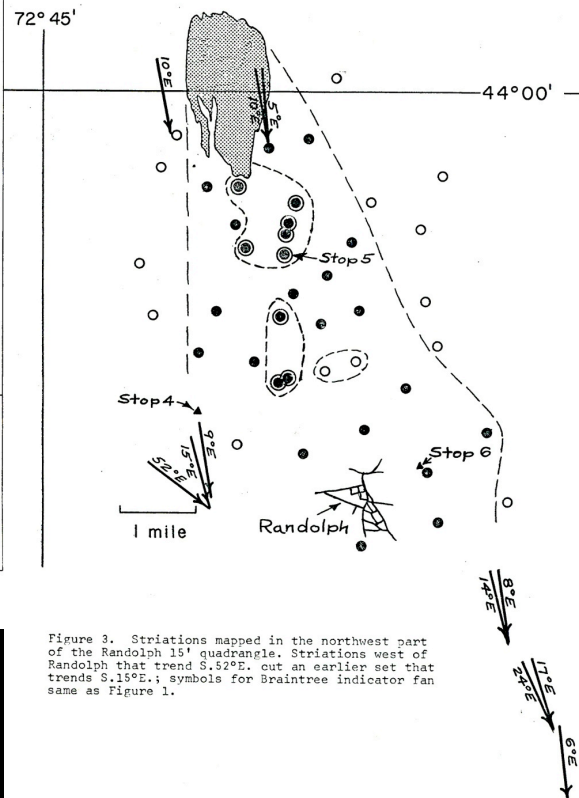 72° 45'
10°E
5°E
10°E
44°00'
Stop 5
Stop 4
9°E
15°E
52°E
Stop 6
Randolph
1 mile
8°E
14°E
17°E
24°E
6°E
Figure 3. Striations mapped in the northwest part
of the Randolph 15' quadrangle. Striations west of
Randolph that trend S.52°E. cut an earlier set that
trends S.15°E.; symbols for Braintree indicator fan
same as Figure 1.